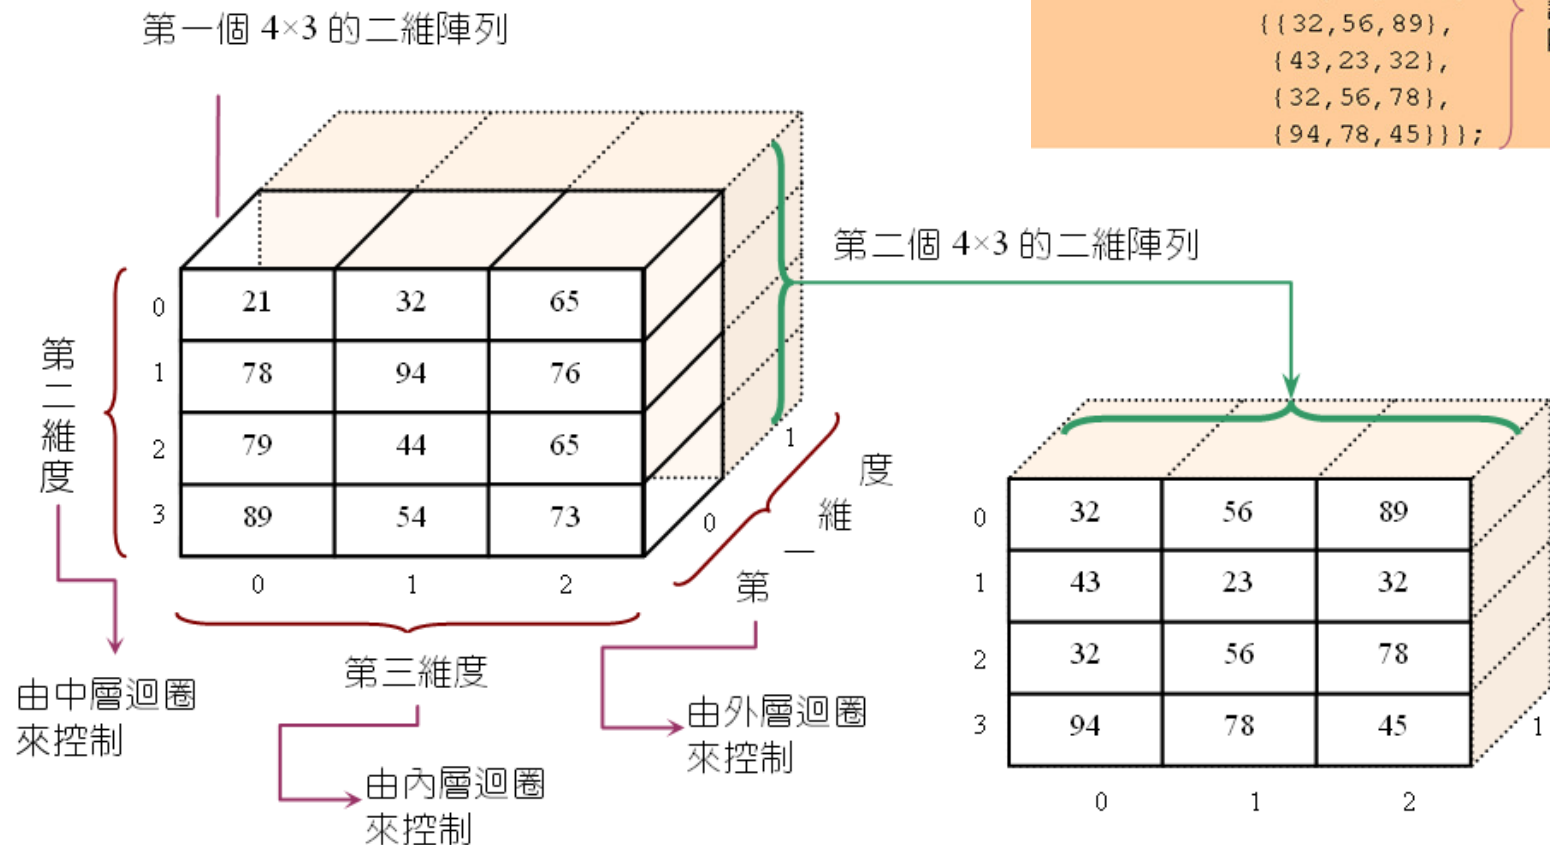 第一個 4×3 的二維陣列
{{32,56,89},
{43,23,32},
{32,56,78},
{94,78,45}}};
第二個 4×3 的二維陣列
0 21 32 65
1 78 94 76
2 79 44 65
3 89 54 73
0 1 2
第二維度
0
1
第一維度
第三維度
由中層迴圈
來控制
由內層迴圈
來控制
由外層迴圈
來控制
0 32 56 89
1 43 23 32
2 32 56 78
3 94 78 45
1
0 1 2